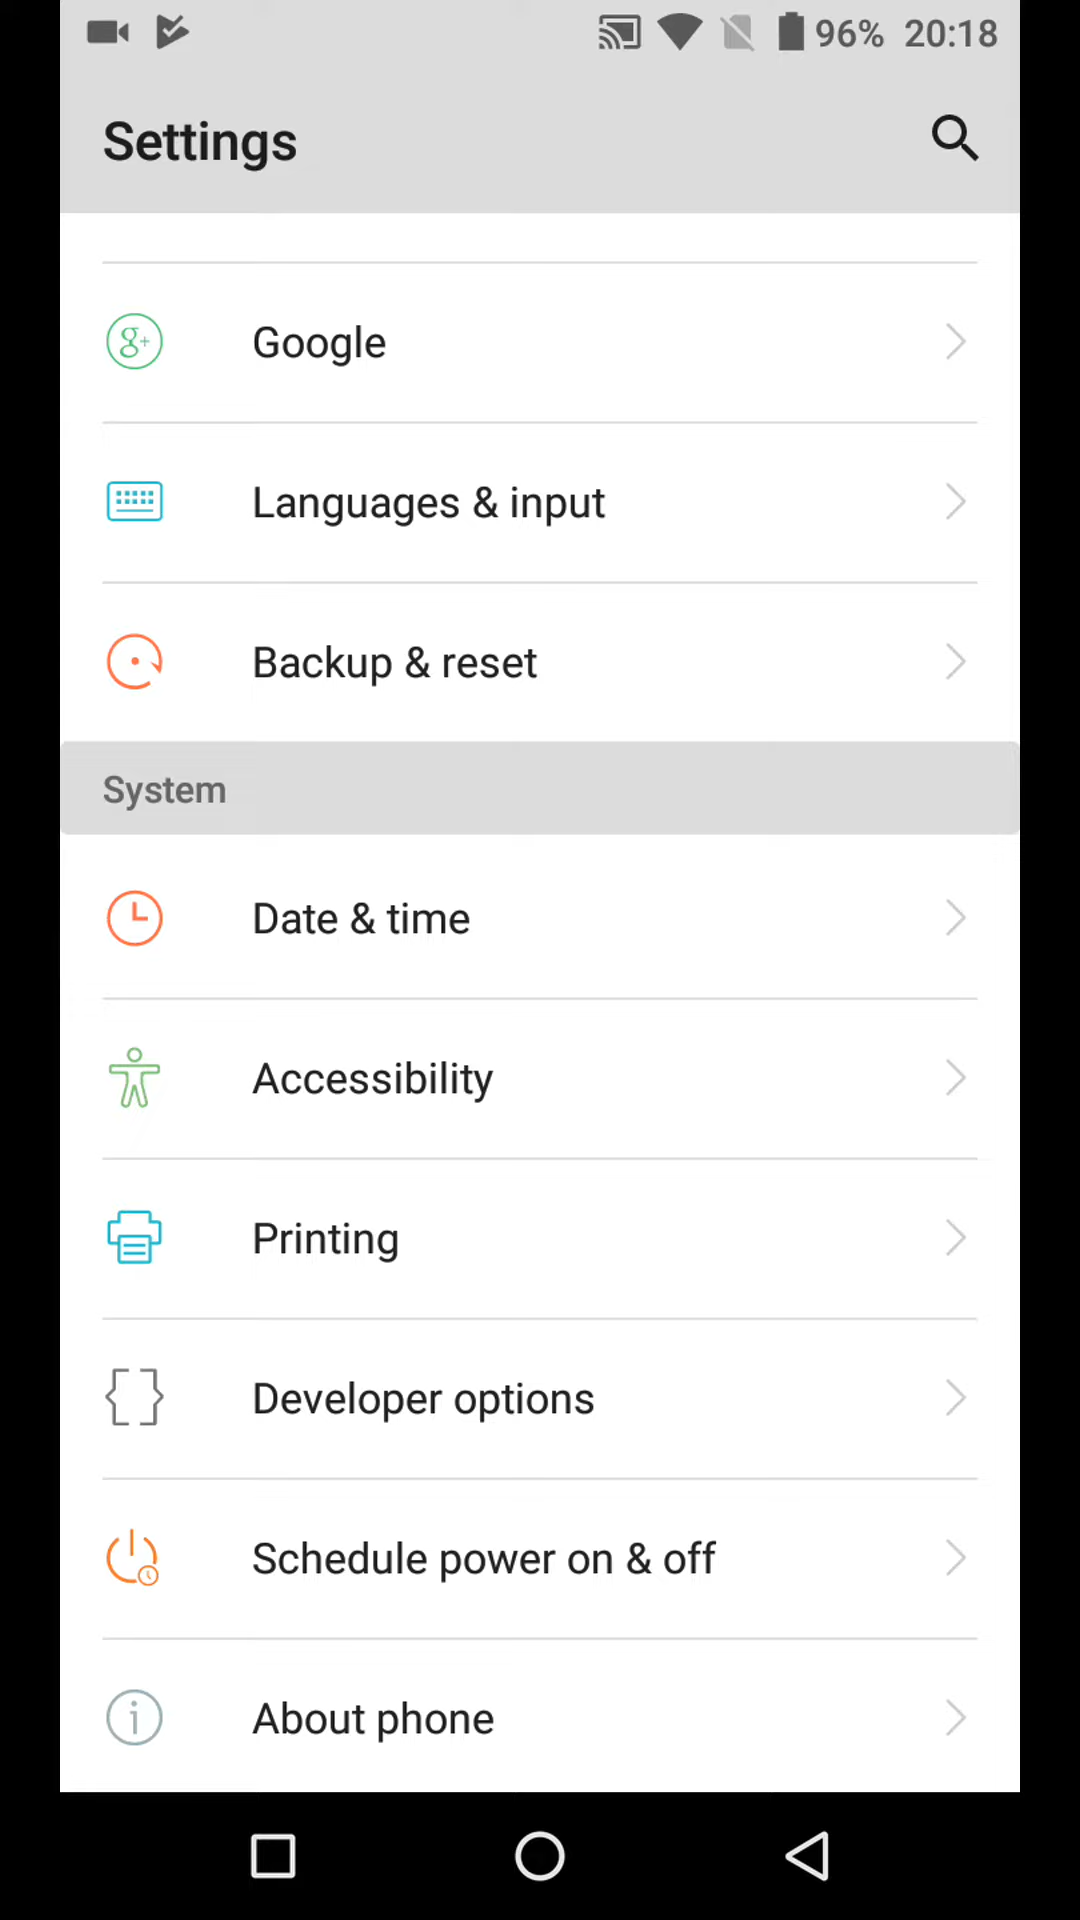 96% 20:18
Settings
g+ Google
Languages & input
Backup & reset
System
Date & time
Accessibility
Printing
Developer options
Schedule power on & off
About phone